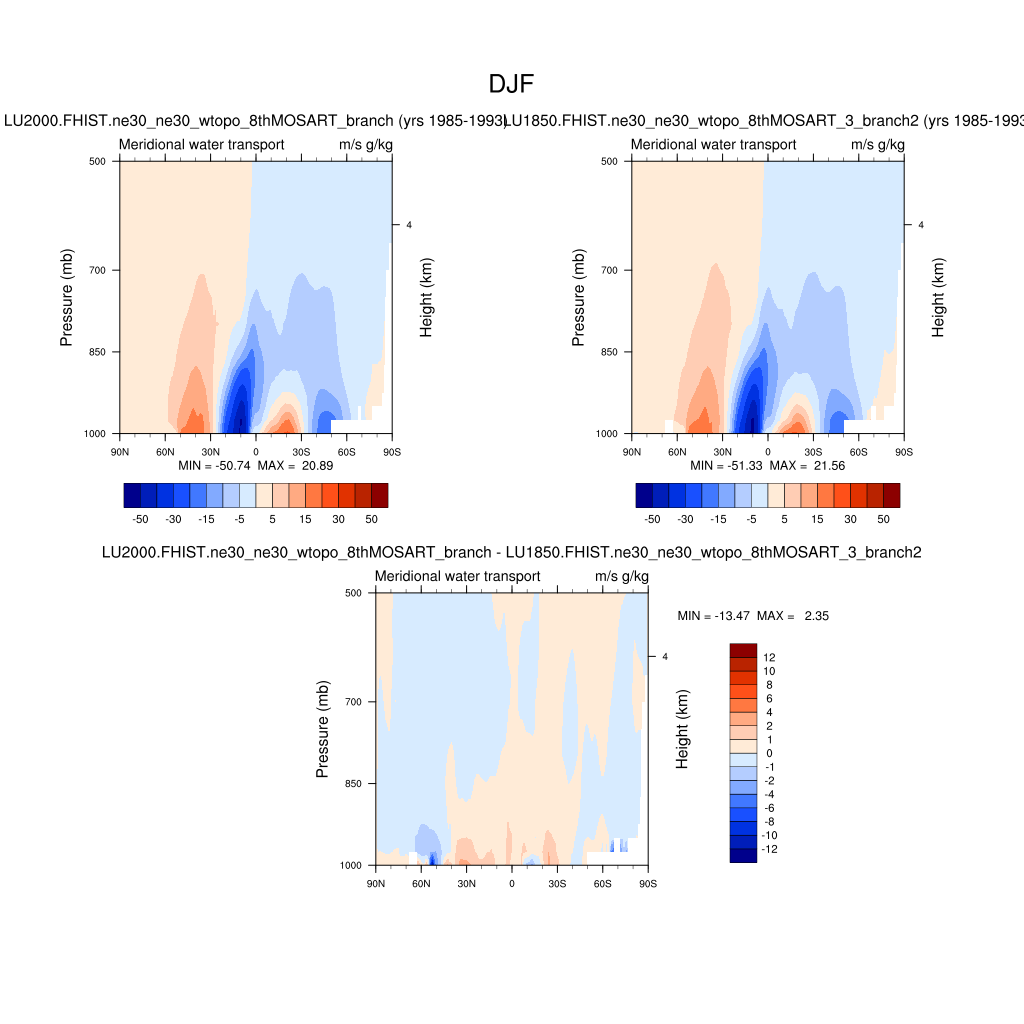 DJF
LU2000.FHIST.ne30_ne30_wtopo_8thMOSART_branch (yrs 1985-1993)
LU1850.FHIST.ne30_ne30_wtopo_8thMOSART_3_branch2 (yrs 1985-1993
Meridional water transport m/s g/kg
Meridional water transport m/s g/kg
500
700
850
1000
Pressure (mb)
4
Height (km)
90N 60N 30N 0 30S 60S 90S
MIN = -50.74 MAX = 20.89
-50 -30 -15 -5 5 15 30 50
500
700
850
1000
Pressure (mb)
4
Height (km)
90N 60N 30N 0 30S 60S 90S
MIN = -51.33 MAX = 21.56
-50 -30 -15 -5 5 15 30 50
LU2000.FHIST.ne30_ne30_wtopo_8thMOSART_branch - LU1850.FHIST.ne30_ne30_wtopo_8thMOSART_3_branch2
Meridional water transport m/s g/kg
500
700
850
1000
Pressure (mb)
4
Height (km)
90N 60N 30N 0 30S 60S 90S
MIN = -13.47 MAX = 2.35
12
10
8
6
4
2
1
0
-1
-2
-4
-6
-8
-10
-12